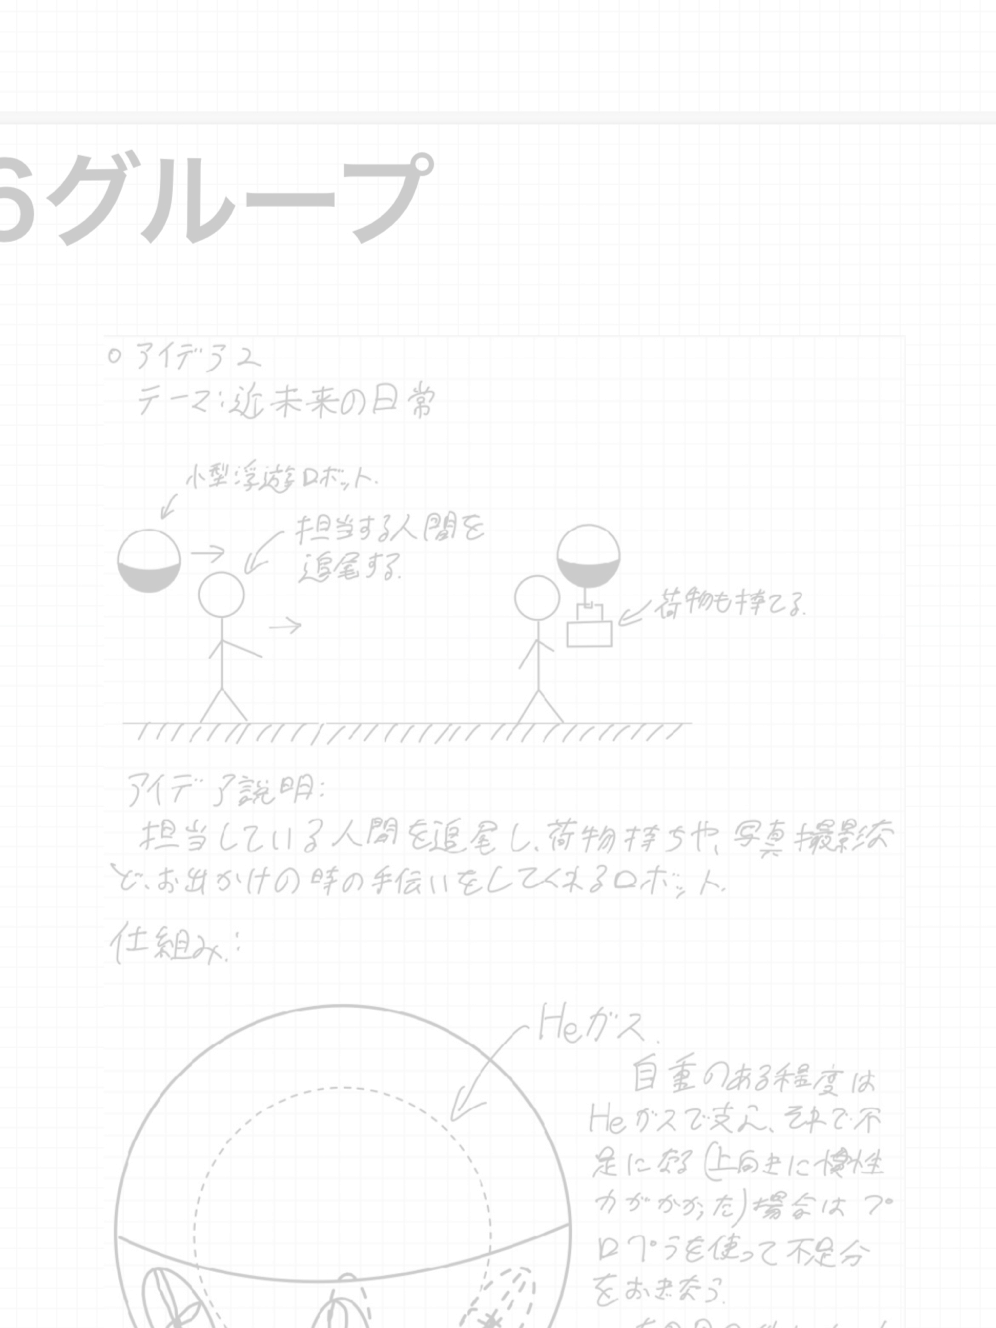 6グループ
○アイデア2
テーマ:近未来の日常
小型浮遊ロボット.
担当する人間を
追尾する.
荷物も持てる.
アイデア説明:
担当している人間を追尾し、荷物持ちや、写真撮影な
ど、お出かけの時の手伝いをしてくれるロボット.
仕組み:
Heガス.
自重のある程度は
Heガスで支え、それで不
足になる(上向きに慣性
力がかかった)場合はプ
ロペラを使って不足分
をおぎなう.